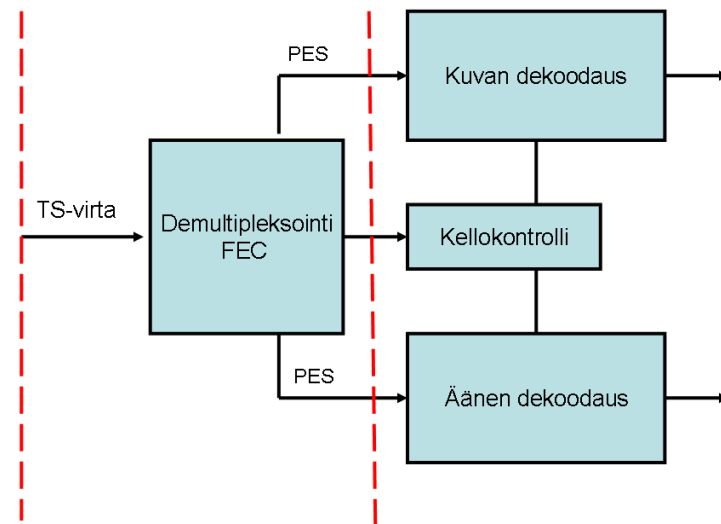 PES
Kuvan dekoodaus
TS-virta
Demultipleksointi
FEC
Kellokontrolli
PES
Äänen dekoodaus